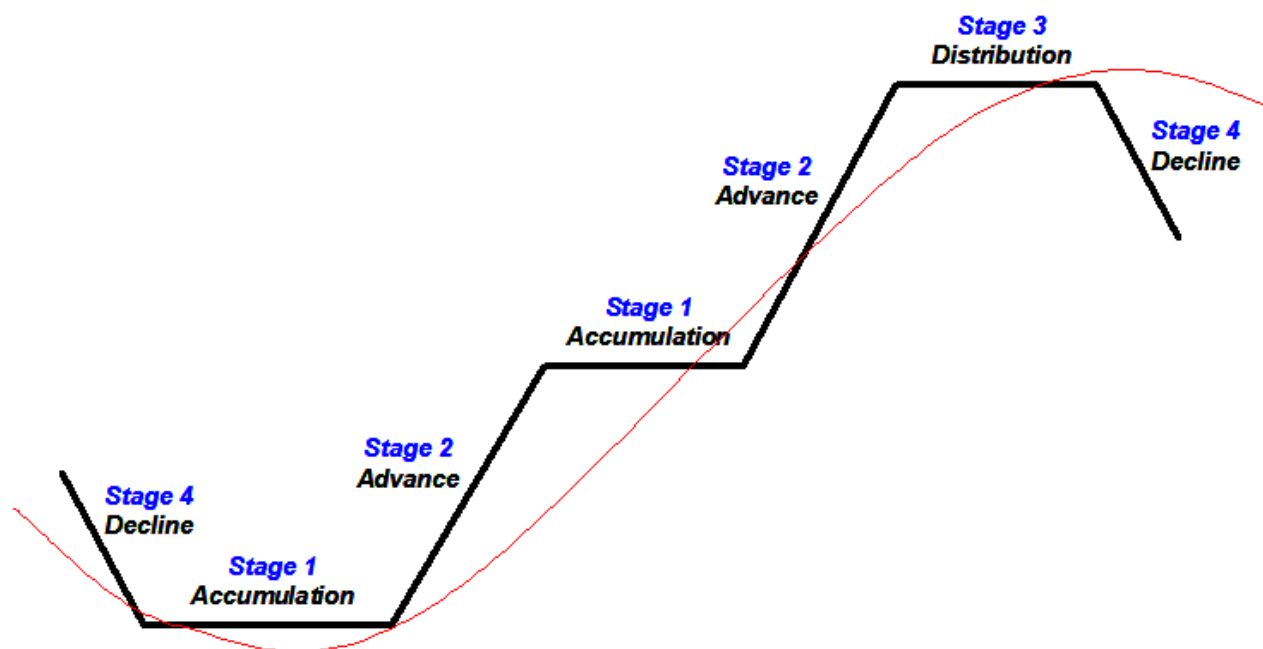 Stage 3
Distribution
Stage 4
Decline
Stage 2
Advance
Stage 1
Accumulation
Stage 2
Advance
Stage 4
Decline
Stage 1
Accumulation